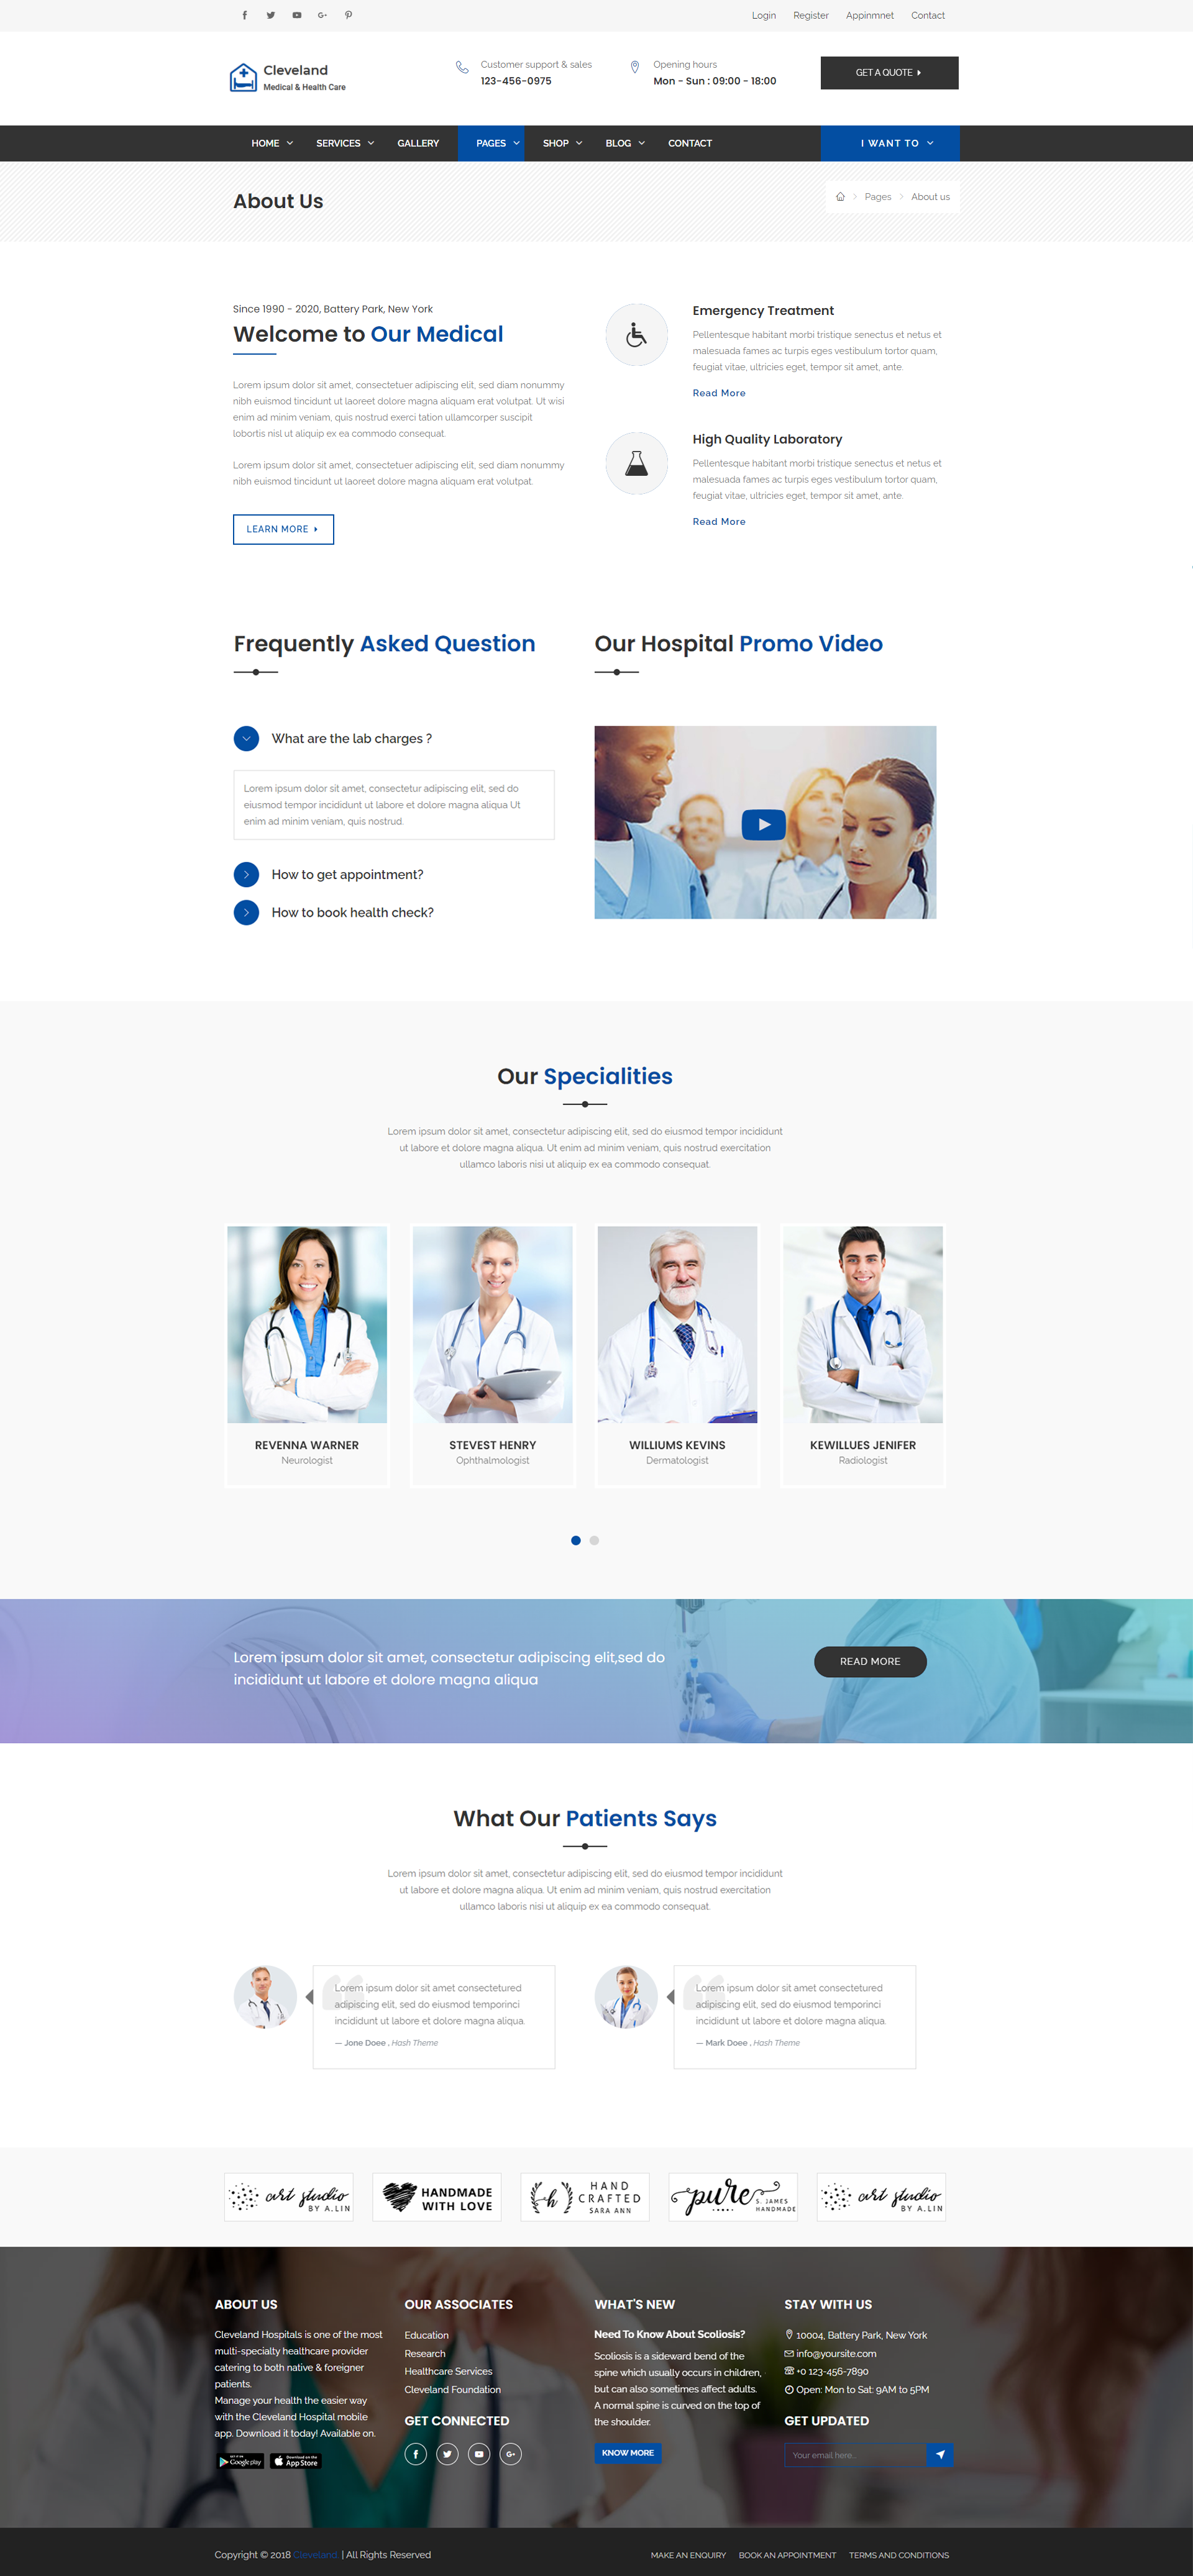 Login Register Appinmnet Contact
Cleveland
Medical & Health Care
Customer support & sales
123-456-0975
Opening hours
Mon - Sun : 09:00 - 18:00
GET A QUOTE
HOME SERVICES GALLERY PAGES SHOP BLOG CONTACT I WANT TO
About Us
Pages About us
Since 1990 - 2020, Battery Park, New York
Welcome to Our Medical
Lorem ipsum dolor sit amet, consectetuer adipiscing elit, sed diam nonummy
nibh euismod tincidunt ut laoreet dolore magna aliquam erat volutpat. Ut wisi
enim ad minim veniam, quis nostrud exerci tation ullamcorper suscipit
lobortis nisl ut aliquip ex ea commodo consequat.
Lorem ipsum dolor sit amet, consectetuer adipiscing elit, sed diam nonummy
nibh euismod tincidunt ut laoreet dolore magna aliquam erat volutpat.
LEARN MORE
Emergency Treatment
Pellentesque habitant morbi tristique senectus et netus et
malesuada fames ac turpis eges vestibulum tortor quam,
feugiat vitae, ultricies eget, tempor sit amet, ante.
Read More
High Quality Laboratory
Pellentesque habitant morbi tristique senectus et netus et
malesuada fames ac turpis eges vestibulum tortor quam,
feugiat vitae, ultricies eget, tempor sit amet, ante.
Read More
Frequently Asked Question
What are the lab charges ?
Lorem ipsum dolor sit amet, consectetur adipiscing elit, sed do
eiusmod tempor incididunt ut labore et dolore magna aliqua Ut
enim ad minim veniam, quis nostrud.
How to get appointment?
How to book health check?
Our Hospital Promo Video
Our Specialities
Lorem ipsum dolor sit amet, consectetur adipiscing elit, sed do eiusmod tempor incididunt
ut labore et dolore magna aliqua. Ut enim ad minim veniam, quis nostrud exercitation
ullamco laboris nisi ut aliquip ex ea commodo consequat.
REVENNA WARNER
Neurologist
STEVEST HENRY
Ophthalmologist
WILLIUMS KEVINS
Dermatologist
KEWILLUES JENIFER
Radiologist
Lorem ipsum dolor sit amet, consectetur adipiscing elit,sed do
incididunt ut labore et dolore magna aliqua
READ MORE
What Our Patients Says
Lorem ipsum dolor sit amet, consectetur adipiscing elit, sed do eiusmod tempor incididunt
ut labore et dolore magna aliqua. Ut enim ad minim veniam, quis nostrud exercitation
ullamco laboris nisi ut aliquip ex ea commodo consequat.
Lorem ipsum dolor sit amet consectetured
adipiscing elit, sed do eiusmod temporinci
incididunt ut labore et dolore magna aliqua.
— Jone Doee , Hash Theme
Lorem ipsum dolor sit amet consectetured
adipiscing elit, sed do eiusmod temporinci
incididunt ut labore et dolore magna aliqua.
— Mark Doee , Hash Theme
art studio
BY A.LIN
HANDMADE
WITH LOVE
h
HAND
CRAFTED
SARA ANN
pure
S. JAMES
HANDMADE
art studio
BY A.LIN
ABOUT US
Cleveland Hospitals is one of the most
multi-specialty healthcare provider
catering to both native & foreigner
patients.
Manage your health the easier way
with the Cleveland Hospital mobile
app. Download it today! Available on.
GET IT ON
Google play
Download on the
App Store
OUR ASSOCIATES
Education
Research
Healthcare Services
Cleveland Foundation
GET CONNECTED
WHAT'S NEW
Need To Know About Scoliosis?
Scoliosis is a sideward bend of the
spine which usually occurs in children,
but can also sometimes affect adults.
A normal spine is curved on the top of
the shoulder.
KNOW MORE
STAY WITH US
10004, Battery Park, New York
info@yoursite.com
+0 123-456-7890
Open: Mon to Sat: 9AM to 5PM
GET UPDATED
Your email here...
Copyright © 2018 Cleveland. | All Rights Reserved
MAKE AN ENQUIRY BOOK AN APPOINTMENT TERMS AND CONDITIONS